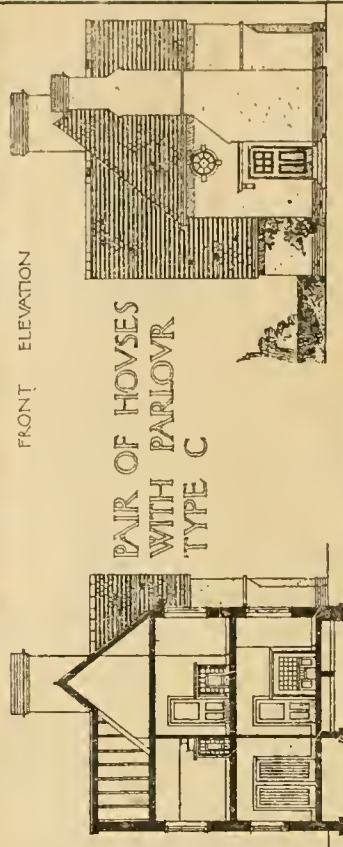 FRONT ELEVATION
PAIR OF HOVSES
WITH PARLOVR
TYPE C